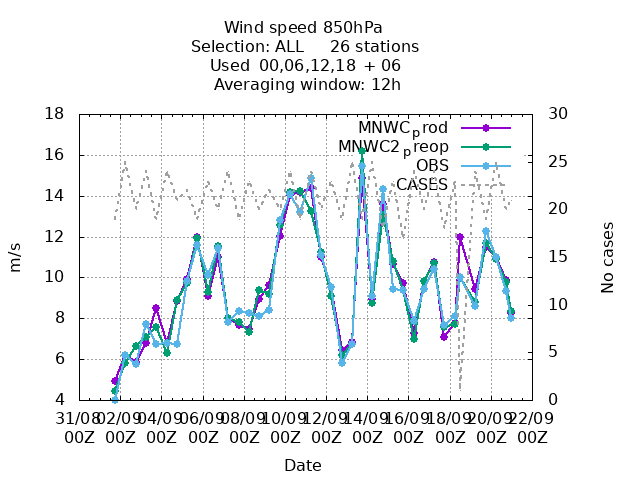 Wind speed 850hPa
Selection: ALL 26 stations
Used 00,06,12,18 + 06
Averaging window: 12h
18 30
MNWCprod
16 MNWC2preop
25
OBS
14 CASES
20
12
m/s
No cases
15
10
10
8
6 5
4 0
31/08 02/09 04/09 06/09 08/09 10/09 12/09 14/09 16/09 18/09 20/09 22/09
00Z 00Z 00Z 00Z 00Z 00Z 00Z 00Z 00Z 00Z 00Z 00Z
Date